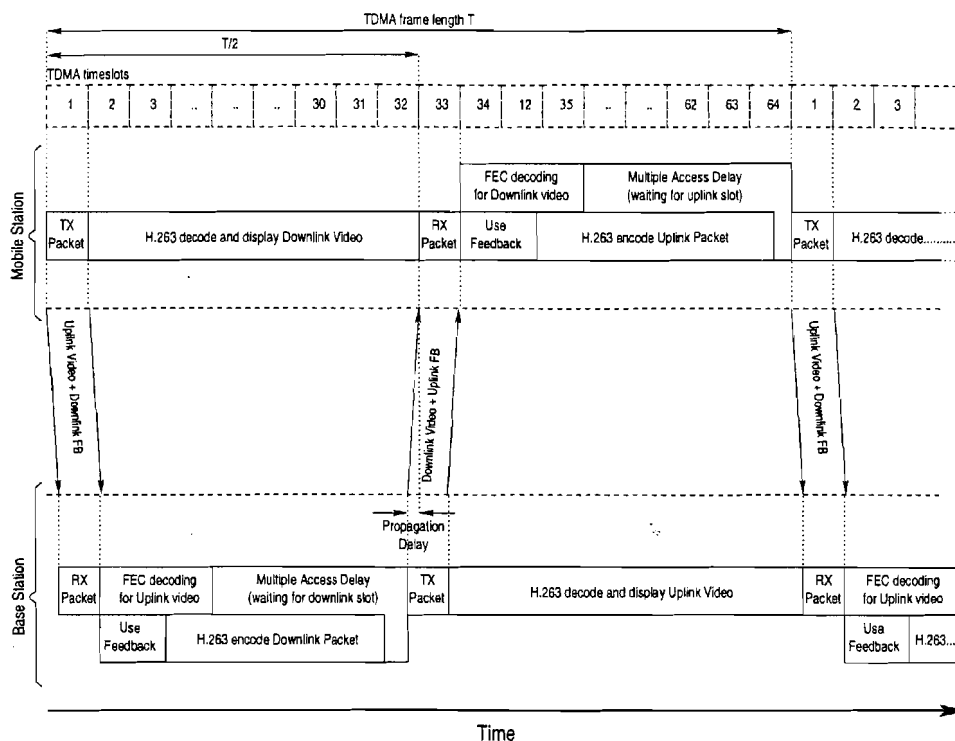 TDMA frame length T
T/2
TDMA timeslots
1 2 3 .. .. .. 30 31 32 33 34 12 35 .. .. 62 63 64 1 2 3
Mobile Station
FEC decoding
for Downlink video
Multiple Access Delay
(waiting for uplink slot)
TX
Packet
H.263 decode and display Downlink Video
RX
Packet
Use
Feedback
H.263 encode Uplink Packet
TX
Packet
H.263 decode..........
Uplink Video + Downlink FB
Downlink Video + Uplink FB
Uplink Video + Downlink FB
Propagation
Delay
Base Station
RX
Packet
FEC decoding
for Uplink video
Multiple Access Delay
(waiting for downlink slot)
TX
Packet
H.263 decode and display Uplink Video
RX
Packet
FEC decoding
for Uplink video
Use
Feedback
H.263 encode Downlink Packet
Use
Feedback
H.263...
Time